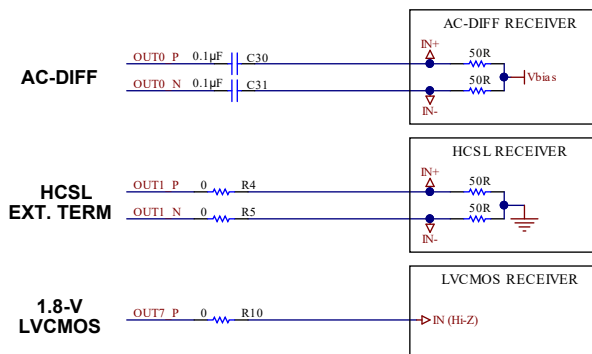 AC-DIFF RECEIVER
AC-DIFF
OUT0_P 0.1µF C30 IN+ 50R
OUT0_N 0.1µF C31 50R Vbias
IN-
HCSL RECEIVER
HCSL
EXT. TERM
OUT1_P 0 R4 IN+ 50R
OUT1_N 0 R5 50R
IN-
LVCMOS RECEIVER
1.8-V
LVCMOS
OUT7_P 0 R10 IN (Hi-Z)